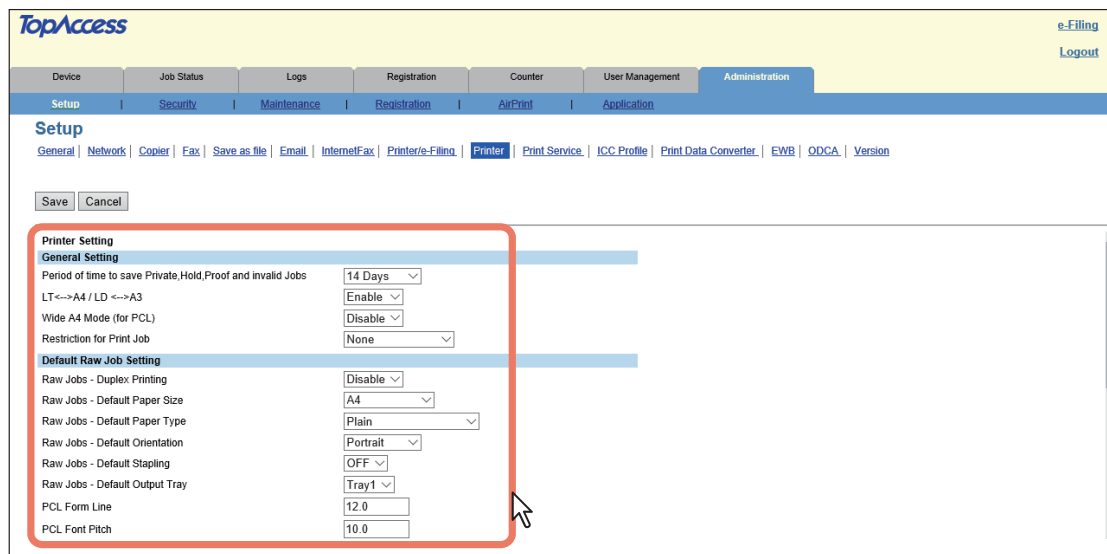 TopAccess
e-Filing
Logout
Device Job Status Logs Registration Counter User Management Administration
Setup | Security | Maintenance | Registration | AirPrint | Application
Setup
General | Network | Copier | Fax | Save as file | Email | InternetFax | Printer/e-Filing | Printer | Print Service | ICC Profile | Print Data Converter | EWB | ODCA | Version
Save Cancel
Printer Setting
General Setting
Period of time to save Private,Hold,Proof and invalid Jobs 14 Days
LT<-->A4 / LD <-->A3 Enable
Wide A4 Mode (for PCL) Disable
Restriction for Print Job None
Default Raw Job Setting
Raw Jobs - Duplex Printing Disable
Raw Jobs - Default Paper Size A4
Raw Jobs - Default Paper Type Plain
Raw Jobs - Default Orientation Portrait
Raw Jobs - Default Stapling OFF
Raw Jobs - Default Output Tray Tray1
PCL Form Line 12.0
PCL Font Pitch 10.0